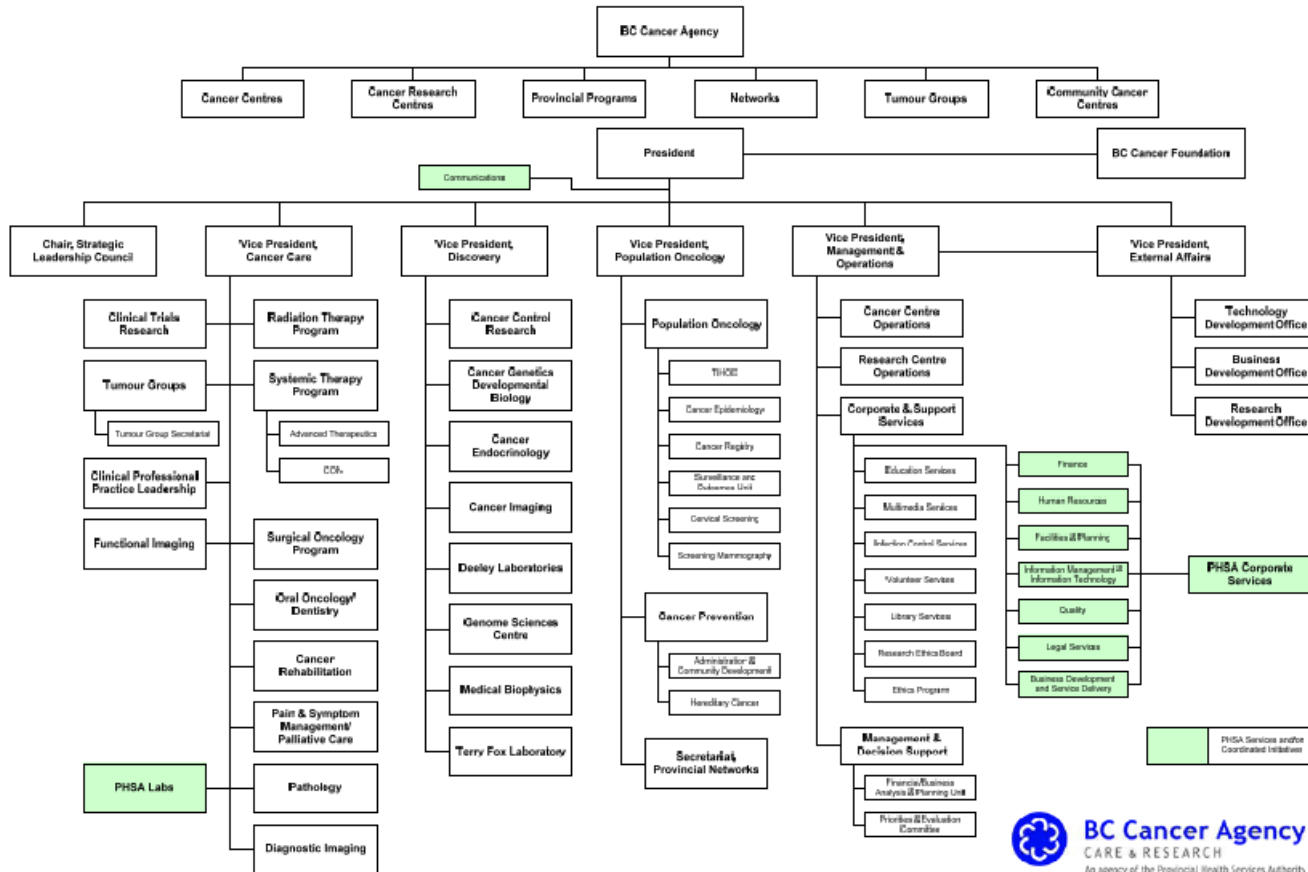 BC Cancer Agency
Cancer Centres
Cancer Research
Centres
Provincial Programs
Networks
Tumour Groups
Community Cancer
Centres
President
BC Cancer Foundation
Communications
Chair, Strategic
Leadership Council
Vice President,
Cancer Care
Vice President,
Discovery
Vice President,
Population Oncology
Vice President,
Management &
Operations
Vice President,
External Affairs
Clinical Trials
Research
Radiation Therapy
Program
Tumour Groups
Systemic Therapy
Program
Tumour Group Secretariat
Advanced Therapeutics
Clinical Professional
Practice Leadership
Functional Imaging
Surgical Oncology
Program
Oral Oncology/
Dentistry
Cancer
Rehabilitation
Pain & Symptom
Management/
Palliative Care
PHSA Labs
Pathology
Diagnostic Imaging
Cancer Control
Research
Cancer Genetics
Developmental
Biology
Cancer
Endocrinology
Cancer Imaging
Deeley Laboratories
Genome Sciences
Centre
Medical Biophysics
Terry Fox Laboratory
Population Oncology
Cancer Epidemiology
Cancer Registry
Surveillance and
Outcomes Unit
Cervical Screening
Screening Mammography
Cancer Prevention
Administration &
Community Development
Hereditary Cancer
Secretariat,
Provincial Networks
Cancer Centre
Operations
Research Centre
Operations
Corporate & Support
Services
Education Services
Multimedia Services
Infection Control Services
Volunteer Services
Library Services
Research Ethics Board
Ethics Program
Finance
Human Resources
Facilities & Planning
Information Management &
Information Technology
Quality
Legal Services
Business Development
and Service Delivery
PHSA Corporate
Services
Management &
Decision Support
Financial/Business
Analysis & Planning Unit
Priorities & Evaluation
Committee
Technology
Development Office
Business
Development Office
Research
Development Office
PHSA Services and/or
Coordinated Initiatives
BC Cancer Agency
CARE & RESEARCH
An agency of the Provincial Health Services Authority